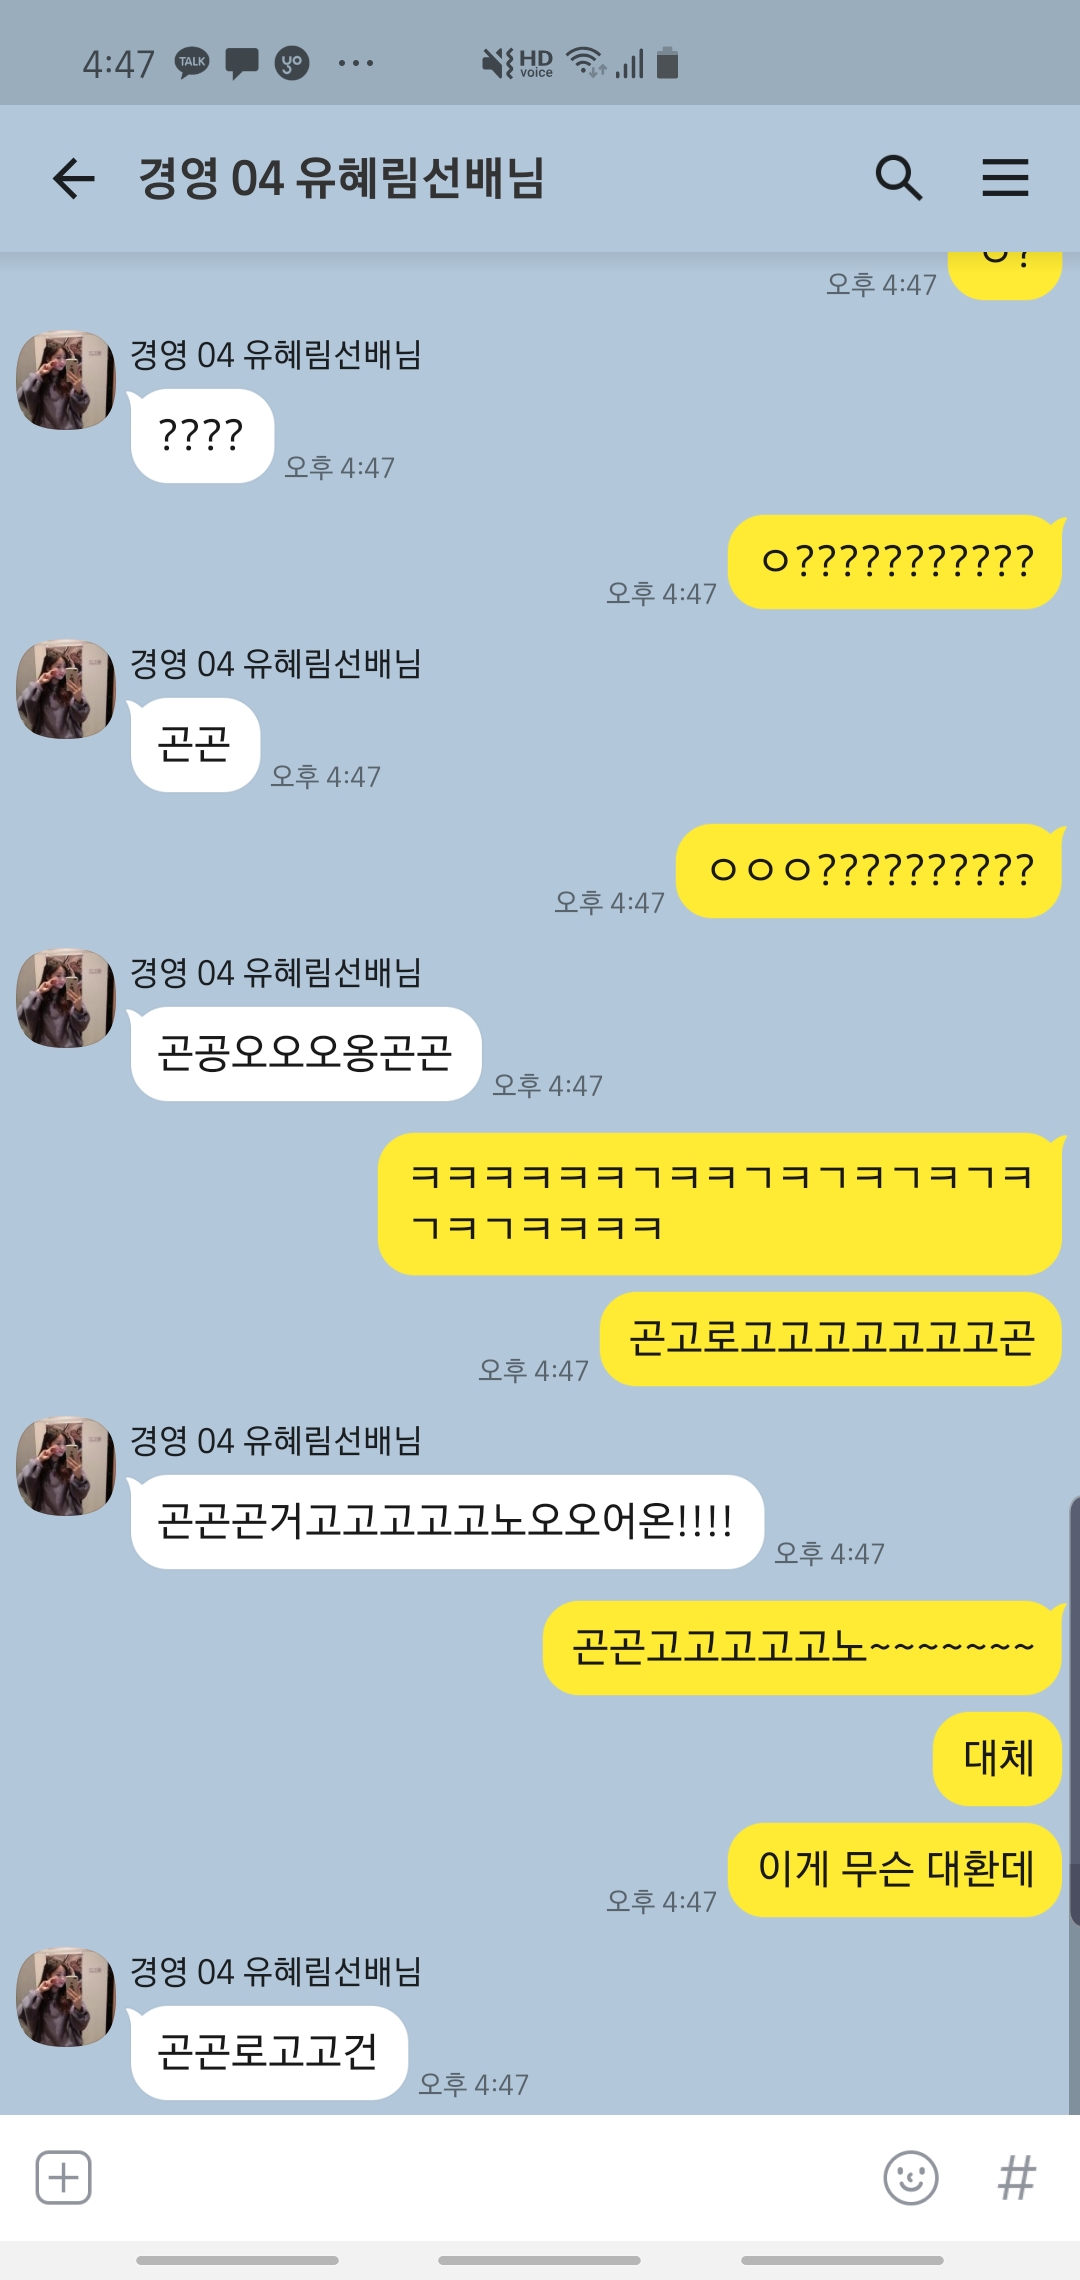 4:47 TALK yo ... HD voice
경영 04 유혜림선배님
ㅇ?
오후 4:47
경영 04 유혜림선배님
????
오후 4:47
ㅇ???????????
오후 4:47
경영 04 유혜림선배님
곤곤
오후 4:47
ㅇㅇㅇ??????????
오후 4:47
경영 04 유혜림선배님
곤공오오오옹곤곤
오후 4:47
ㅋㅋㅋㅋㅋㅋㄱㅋㅋㄱㅋㄱㅋㄱㅋㄱㅋ
ㄱㅋㄱㅋㅋㅋㅋ
곤고로고고고고고고고곤
오후 4:47
경영 04 유혜림선배님
곤곤곤거고고고고고노오오어온!!!!
오후 4:47
곤곤고고고고고노~~~~~~~
대체
이게 무슨 대환데
오후 4:47
경영 04 유혜림선배님
곤곤로고고건
오후 4:47
#